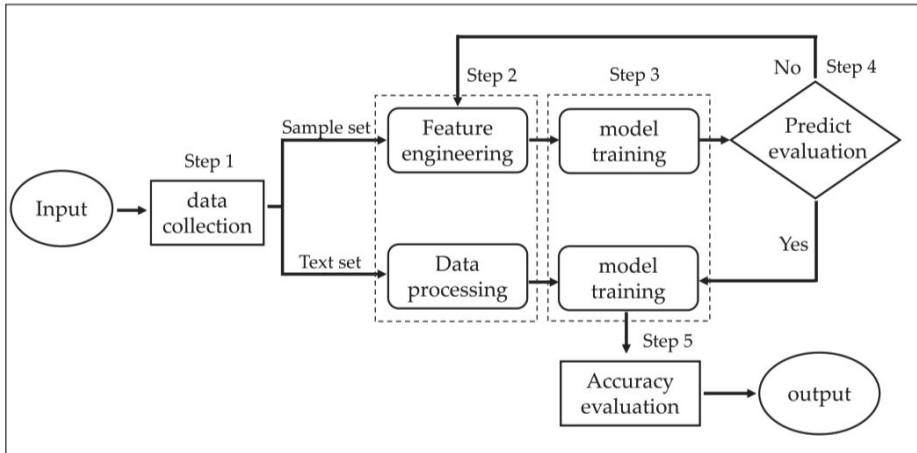 No
Step 4
Step 2
Step 3
Sample set
Feature
engineering
model
training
Predict
evaluation
Step 1
Input
data
collection
Yes
Text set
Data
processing
model
training
Step 5
Accuracy
evaluation
output